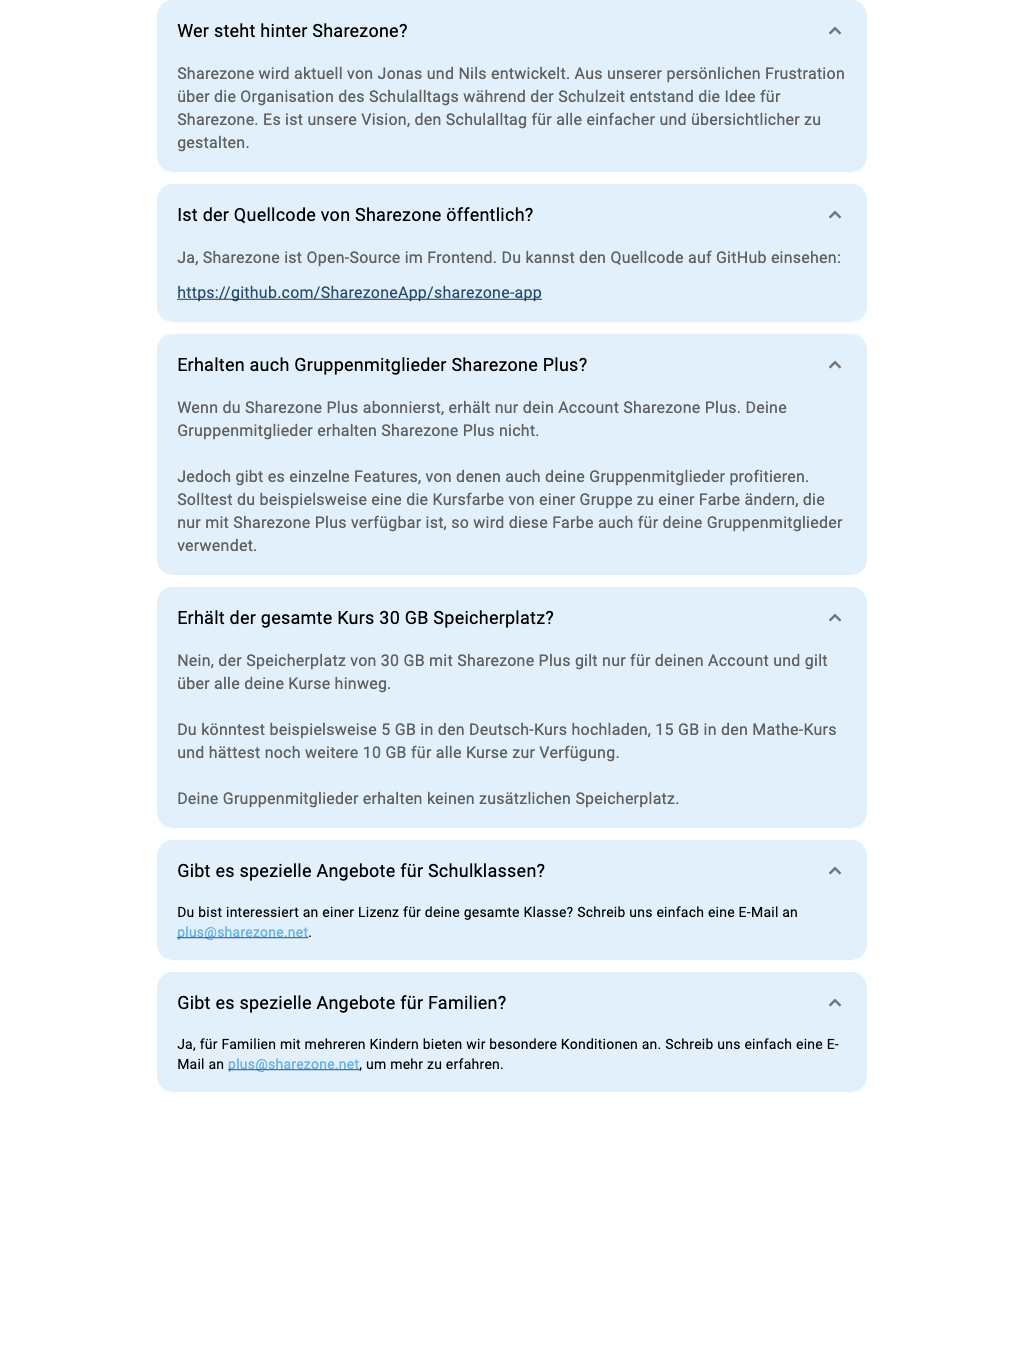 Wer steht hinter Sharezone?
Sharezone wird aktuell von Jonas und Nils entwickelt. Aus unserer persönlichen Frustration
über die Organisation des Schulalltags während der Schulzeit entstand die Idee für
Sharezone. Es ist unsere Vision, den Schulalltag für alle einfacher und übersichtlicher zu
gestalten.
Ist der Quellcode von Sharezone öffentlich?
Ja, Sharezone ist Open-Source im Frontend. Du kannst den Quellcode auf GitHub einsehen:
https://github.com/SharezoneApp/sharezone-app
Erhalten auch Gruppenmitglieder Sharezone Plus?
Wenn du Sharezone Plus abonnierst, erhält nur dein Account Sharezone Plus. Deine
Gruppenmitglieder erhalten Sharezone Plus nicht.
Jedoch gibt es einzelne Features, von denen auch deine Gruppenmitglieder profitieren.
Solltest du beispielsweise eine die Kursfarbe von einer Gruppe zu einer Farbe ändern, die
nur mit Sharezone Plus verfügbar ist, so wird diese Farbe auch für deine Gruppenmitglieder
verwendet.
Erhält der gesamte Kurs 30 GB Speicherplatz?
Nein, der Speicherplatz von 30 GB mit Sharezone Plus gilt nur für deinen Account und gilt
über alle deine Kurse hinweg.
Du könntest beispielsweise 5 GB in den Deutsch-Kurs hochladen, 15 GB in den Mathe-Kurs
und hättest noch weitere 10 GB für alle Kurse zur Verfügung.
Deine Gruppenmitglieder erhalten keinen zusätzlichen Speicherplatz.
Gibt es spezielle Angebote für Schulklassen?
Du bist interessiert an einer Lizenz für deine gesamte Klasse? Schreib uns einfach eine E-Mail an
plus@sharezone.net.
Gibt es spezielle Angebote für Familien?
Ja, für Familien mit mehreren Kindern bieten wir besondere Konditionen an. Schreib uns einfach eine E-
Mail an plus@sharezone.net, um mehr zu erfahren.